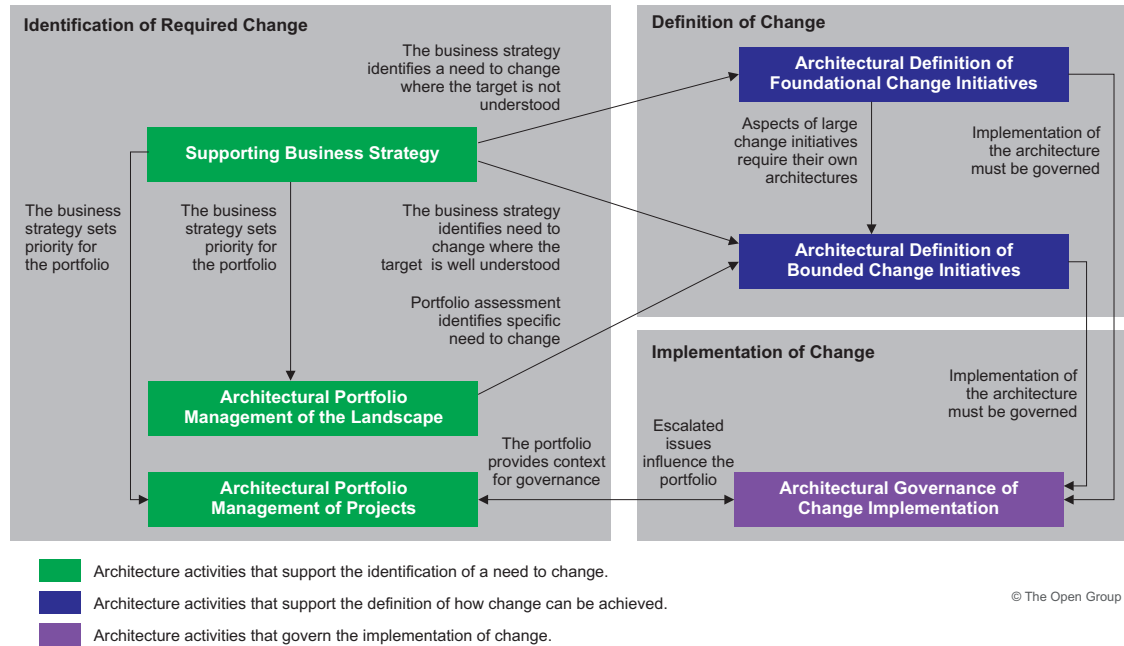 Identification of Required Change
The business strategy
identifies a need to change
where the target is not
understood
Supporting Business Strategy
The business
strategy sets
priority for
the portfolio
The business
strategy sets
priority for
the portfolio
The business strategy
identifies need to
change where the
target is well understood
Portfolio assessment
identifies specific
need to change
Architectural Portfolio
Management of the Landscape
The portfolio
provides context
for governance
Architectural Portfolio
Management of Projects
Definition of Change
Architectural Definition of
Foundational Change Initiatives
Aspects of large
change initiatives
require their own
architectures
Implementation of
the architecture
must be governed
Architectural Definition of
Bounded Change Initiatives
Implementation of Change
Implementation of
the architecture
must be governed
Escalated
issues
influence the
portfolio
Architectural Governance of
Change Implementation
Architecture activities that support the identification of a need to change.
Architecture activities that support the definition of how change can be achieved.
Architecture activities that govern the implementation of change.
© The Open Group